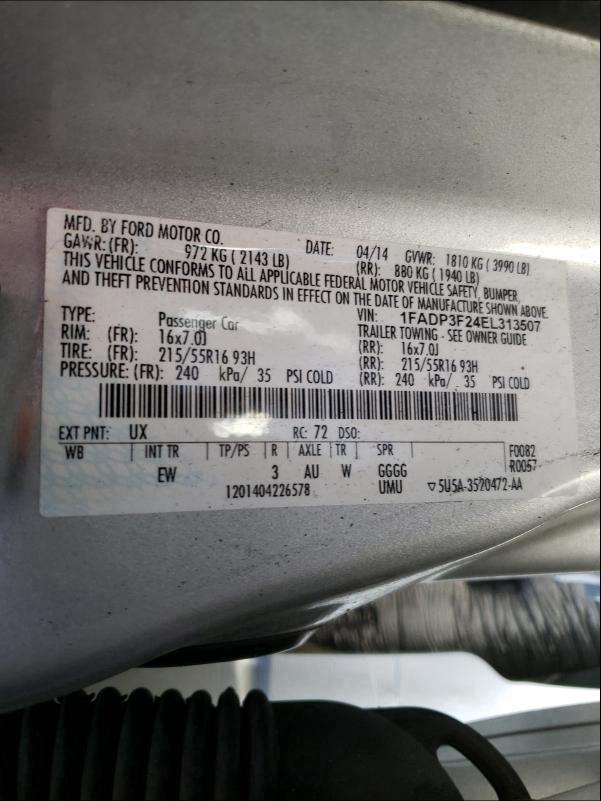 MFD. BY FORD MOTOR CO. DATE: 04/14 GVWR: 1810 KG ( 3990 LB)
GAWR: (FR): 972 KG ( 2143 LB) (RR): 880 KG ( 1940 LB)
THIS VEHICLE CONFORMS TO ALL APPLICABLE FEDERAL MOTOR VEHICLE SAFETY, BUMPER,
AND THEFT PREVENTION STANDARDS IN EFFECT ON THE DATE OF MANUFACTURE SHOWN ABOVE.
VIN: 1FADP3F24EL313507
TYPE: Passenger Car TRAILER TOWING - SEE OWNER GUIDE
RIM: (FR) 16x7.0J (RR): 16x7.0J
TIRE: (FR): 215/55R16 93H (RR): 215/55R16 93H
PRESSURE: (FR): 240 kPa/ 35 PSI COLD (RR): 240 kPa/ 35 PSI COLD
EXT PNT: UX RC: 72 DSO:
WB INT TR TP/PS R AXLE TR SPR F0082
EW 3 AU W GGGG R0057
1201404226578 UMU ▽5U5A-3520472-AA